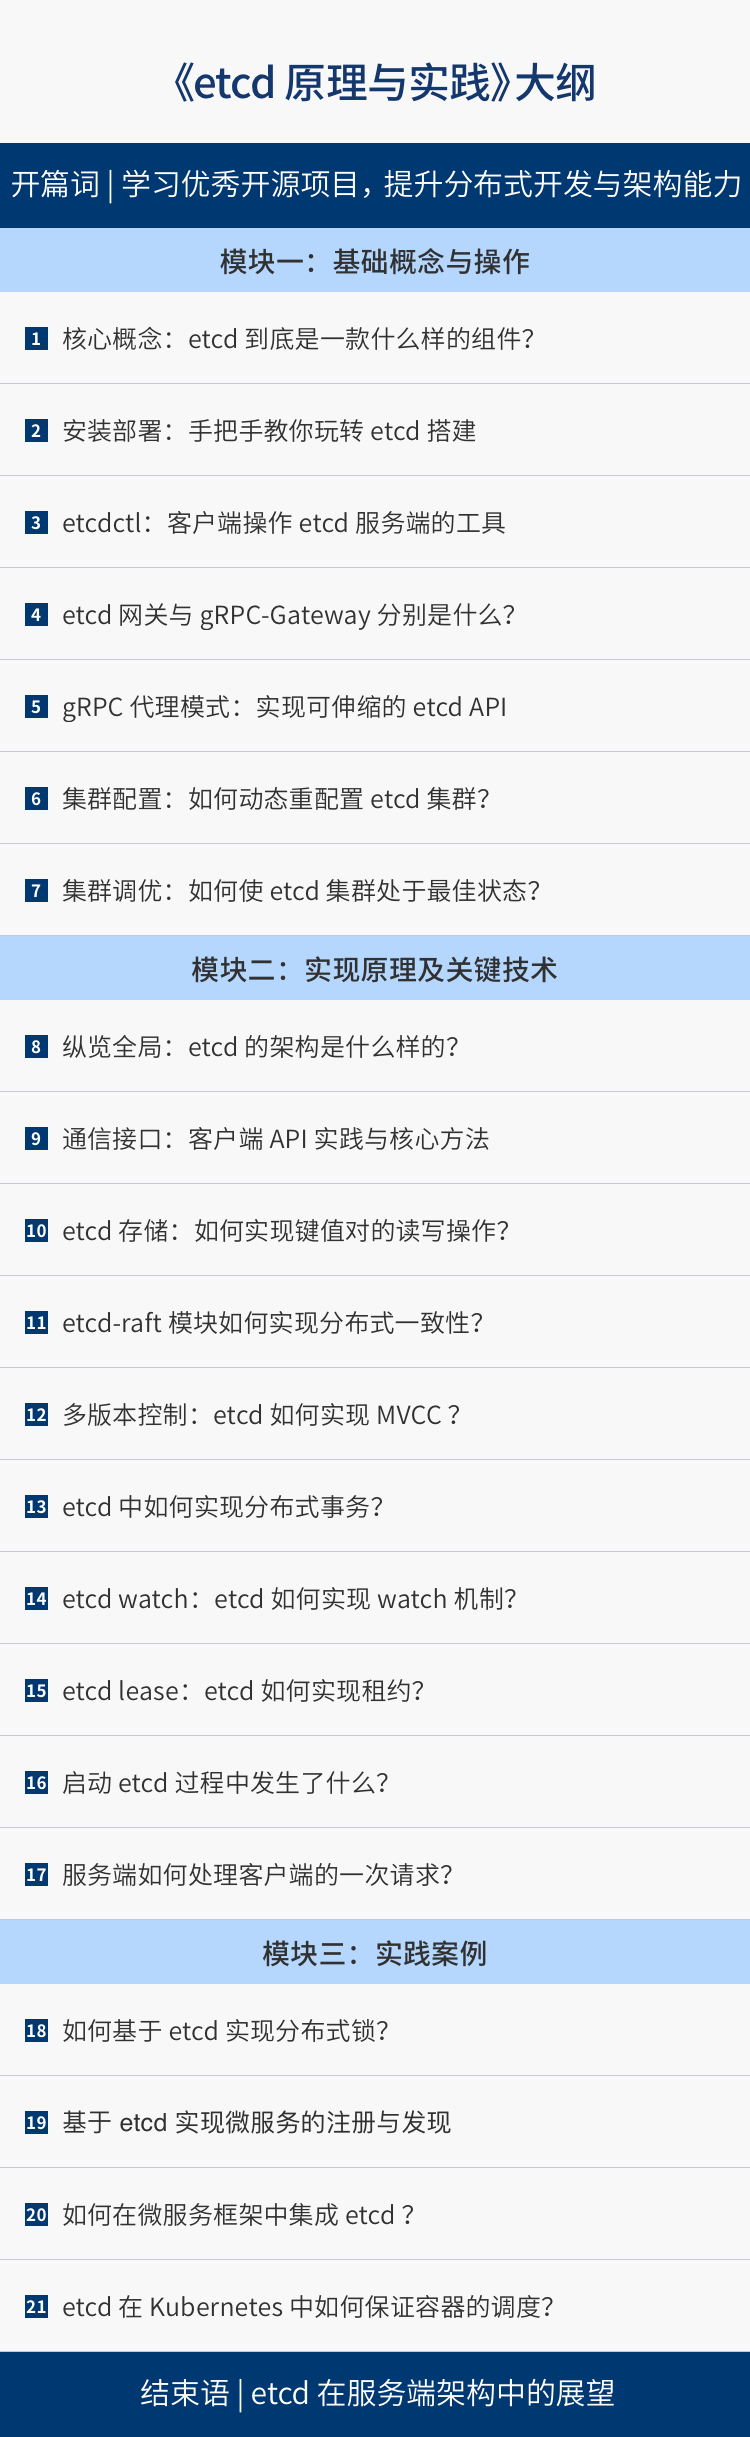 《etcd 原理与实践》大纲
开篇词 | 学习优秀开源项目，提升分布式开发与架构能力
模块一：基础概念与操作
1 核心概念：etcd 到底是一款什么样的组件？
2 安装部署：手把手教你玩转 etcd 搭建
3 etcdctl：客户端操作 etcd 服务端的工具
4 etcd 网关与 gRPC-Gateway 分别是什么？
5 gRPC 代理模式：实现可伸缩的 etcd API
6 集群配置：如何动态重配置 etcd 集群？
7 集群调优：如何使 etcd 集群处于最佳状态？
模块二：实现原理及关键技术
8 纵览全局：etcd 的架构是什么样的？
9 通信接口：客户端 API 实践与核心方法
10 etcd 存储：如何实现键值对的读写操作？
11 etcd-raft 模块如何实现分布式一致性？
12 多版本控制：etcd 如何实现 MVCC？
13 etcd 中如何实现分布式事务？
14 etcd watch：etcd 如何实现 watch 机制？
15 etcd lease：etcd 如何实现租约？
16 启动 etcd 过程中发生了什么？
17 服务端如何处理客户端的一次请求？
模块三：实践案例
18 如何基于 etcd 实现分布式锁？
19 基于 etcd 实现微服务的注册与发现
20 如何在微服务框架中集成 etcd？
21 etcd 在 Kubernetes 中如何保证容器的调度？
结束语 | etcd 在服务端架构中的展望